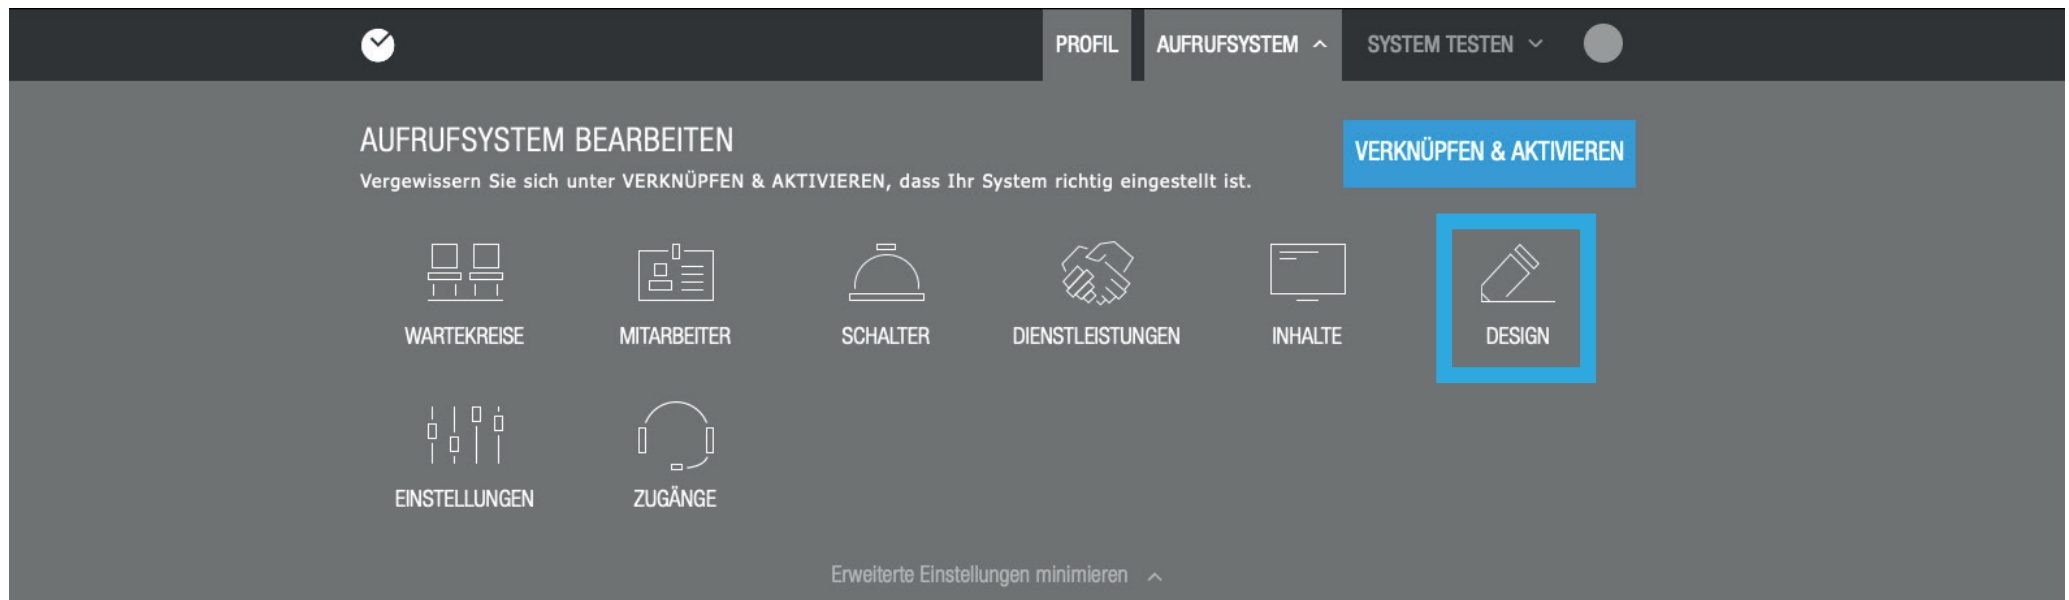 PROFIL AUFRUFSYSTEM SYSTEM TESTEN
AUFRUFSYSTEM BEARBEITEN
VERKNÜPFEN & AKTIVIEREN
Vergewissern Sie sich unter VERKNÜPFEN & AKTIVIEREN, dass Ihr System richtig eingestellt ist.
WARTEKREISE MITARBEITER SCHALTER DIENSTLEISTUNGEN INHALTE DESIGN
EINSTELLUNGEN ZUGÄNGE
Erweiterte Einstellungen minimieren